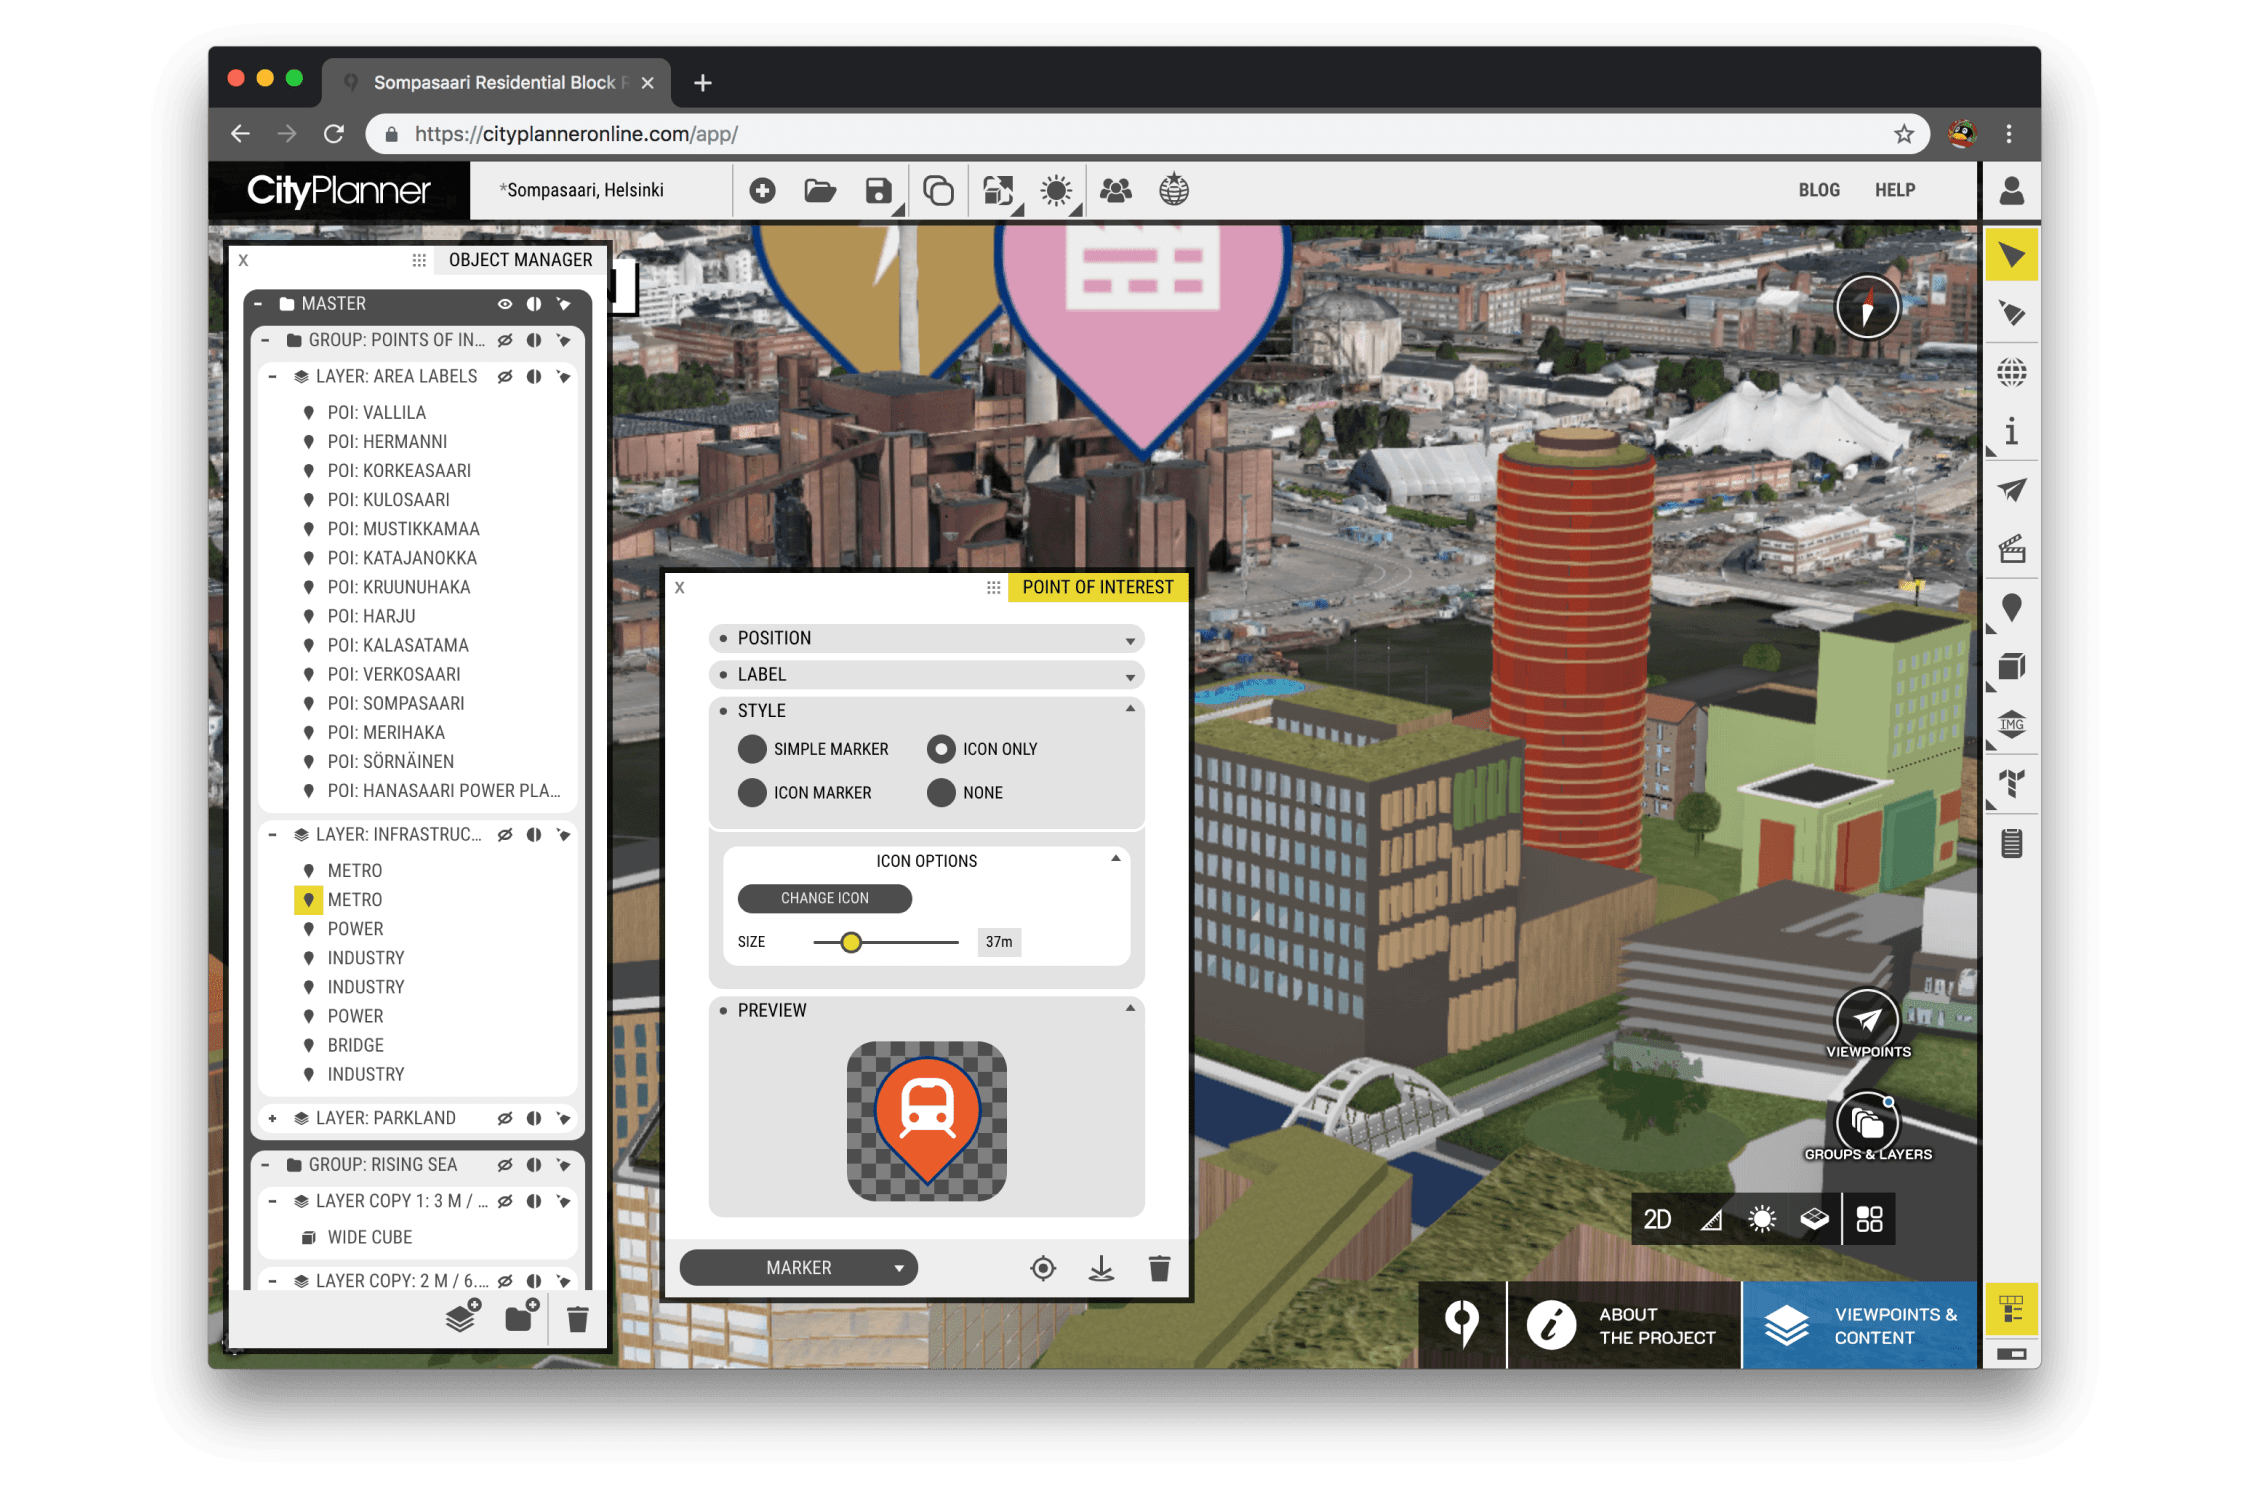 Sompasaari Residential Block
https://cityplanneronline.com/app/
CityPlanner
*Sompasaari, Helsinki
BLOG
HELP
X
OBJECT MANAGER
MASTER
GROUP: POINTS OF IN...
LAYER: AREA LABELS
POI: VALLILA
POI: HERMANNI
POI: KORKEASAARI
POI: KULOSAARI
POI: MUSTIKKAMAA
POI: KATAJANOKKA
POI: KRUUNUHAKA
POI: HARJU
POI: KALASATAMA
POI: VERKOSAARI
POI: SOMPASAARI
POI: MERIHAKA
POI: SÖRNÄINEN
POI: HANASAARI POWER PLA...
LAYER: INFRASTRUC...
METRO
METRO
POWER
INDUSTRY
INDUSTRY
POWER
BRIDGE
INDUSTRY
LAYER: PARKLAND
GROUP: RISING SEA
LAYER COPY 1: 3 M / ...
WIDE CUBE
LAYER COPY: 2 M / 6....
X
POINT OF INTEREST
POSITION
LABEL
STYLE
SIMPLE MARKER
ICON ONLY
ICON MARKER
NONE
ICON OPTIONS
CHANGE ICON
SIZE
37m
PREVIEW
MARKER
IMG
VIEWPOINTS
GROUPS & LAYERS
2D
ABOUT
THE PROJECT
VIEWPOINTS &
CONTENT